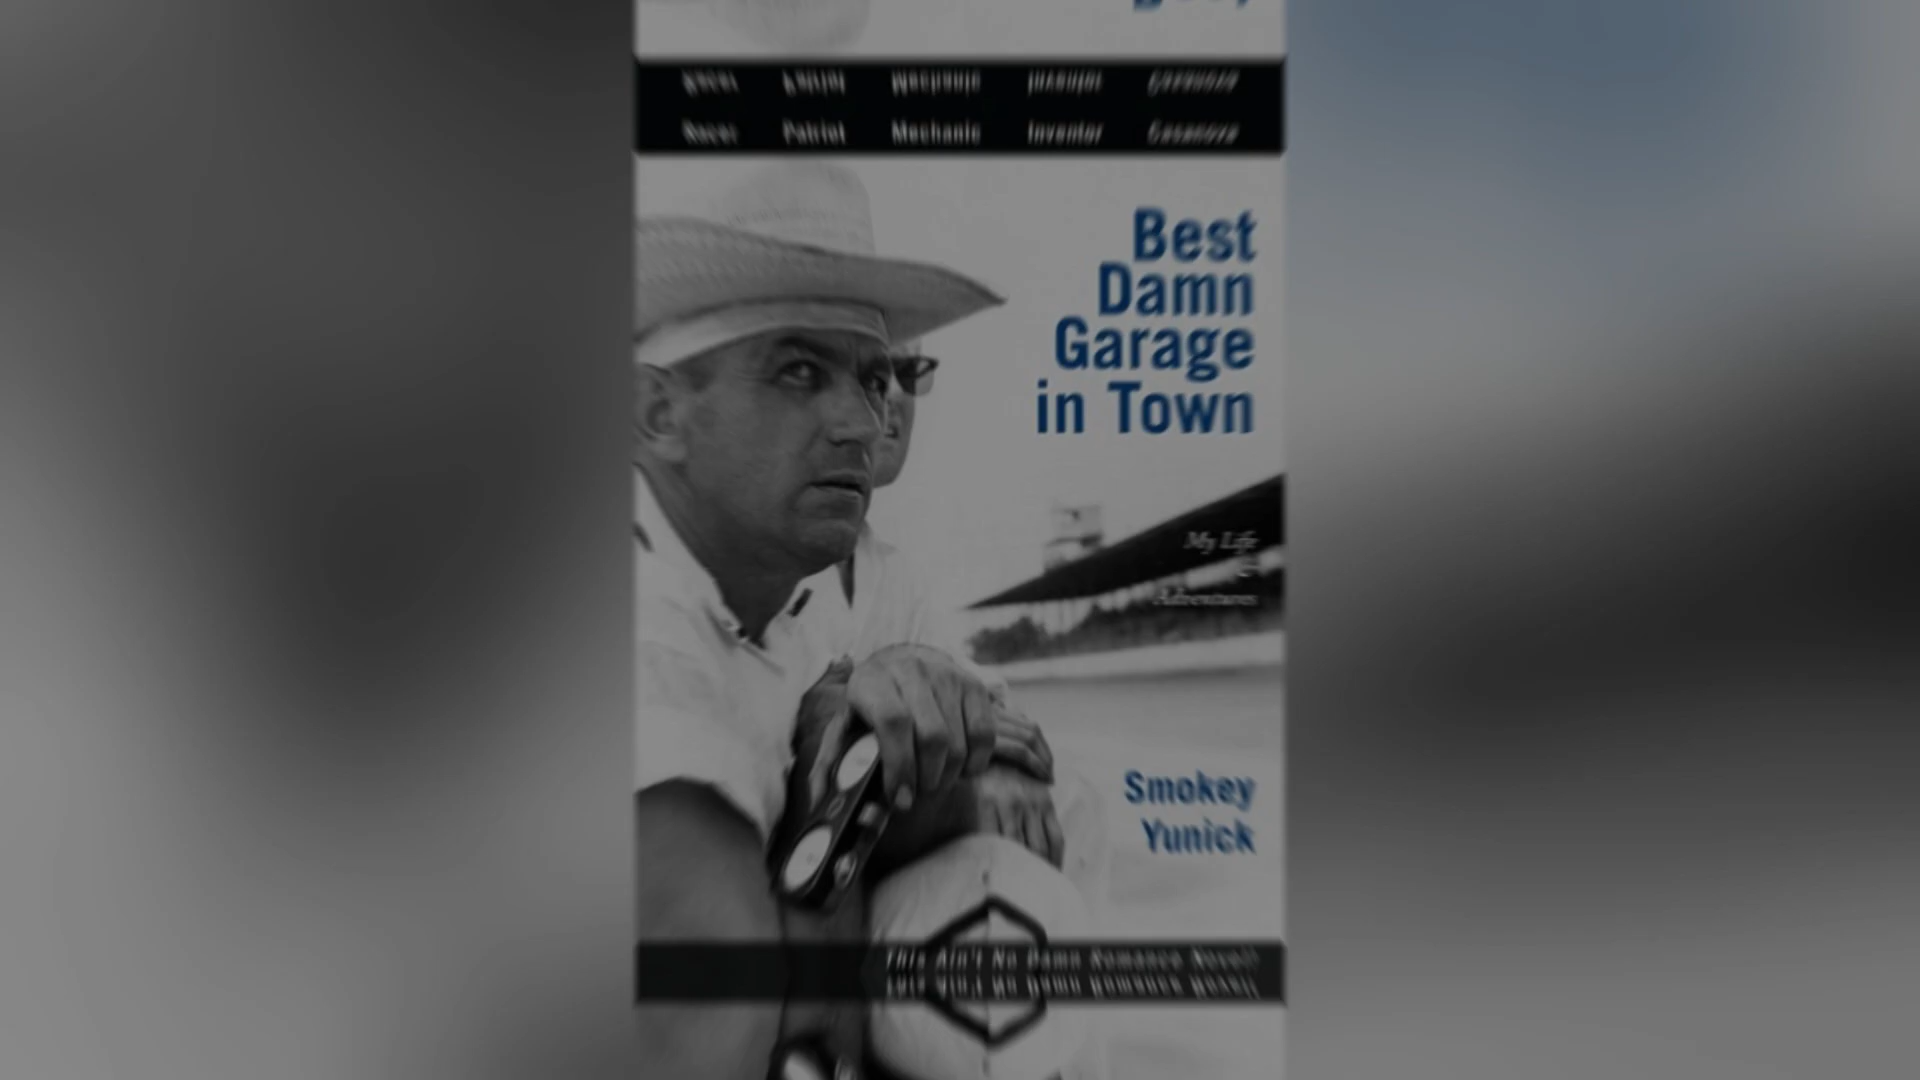 Racer Patriot Mechanic Inventor Casanova
Best
Damn
Garage
in Town
My Life
&
Adventures
Smokey
Yunick
This Ain't No Damn Romance Novel!